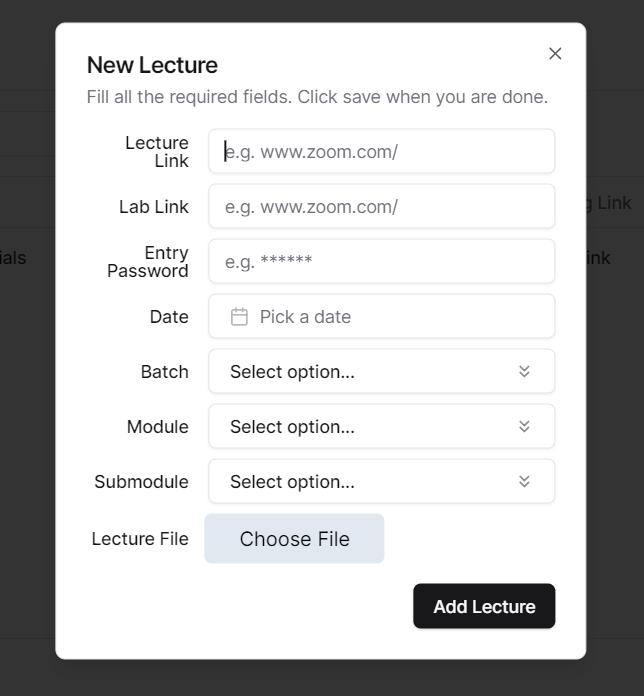 New Lecture
Fill all the required fields. Click save when you are done.
Lecture
Link
e.g. www.zoom.com/
Lab Link
e.g. www.zoom.com/
g Link
Entry
Password
e.g. ******
ials
ink
Date
Pick a date
Batch
Select option...
Module
Select option...
Submodule
Select option...
Lecture File
Choose File
Add Lecture